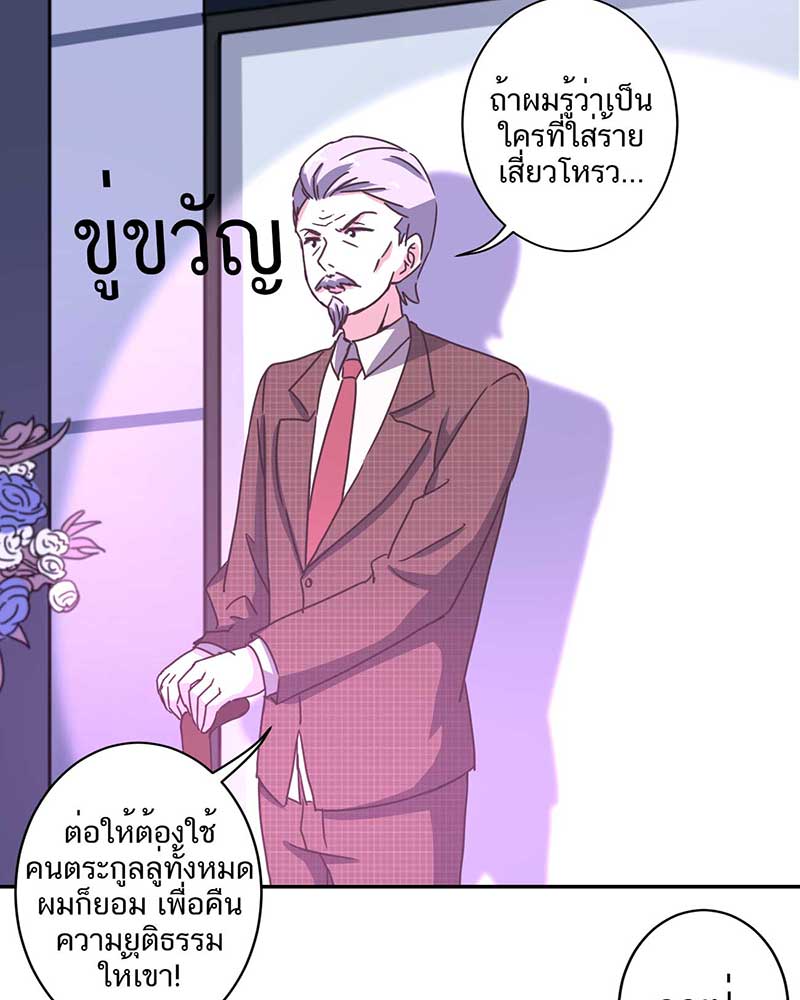 ถ้าผมรู้ว่าเป็น
ใครที่ใส่ร้าย
เสี่ยวโหรว...
ขู่ขวัญ
ต่อให้ต้องใช้
คนตระกูลลู่ทั้งหมด
ผมก็ยอม เพื่อคืน
ความยุติธรรม
ให้เขา!